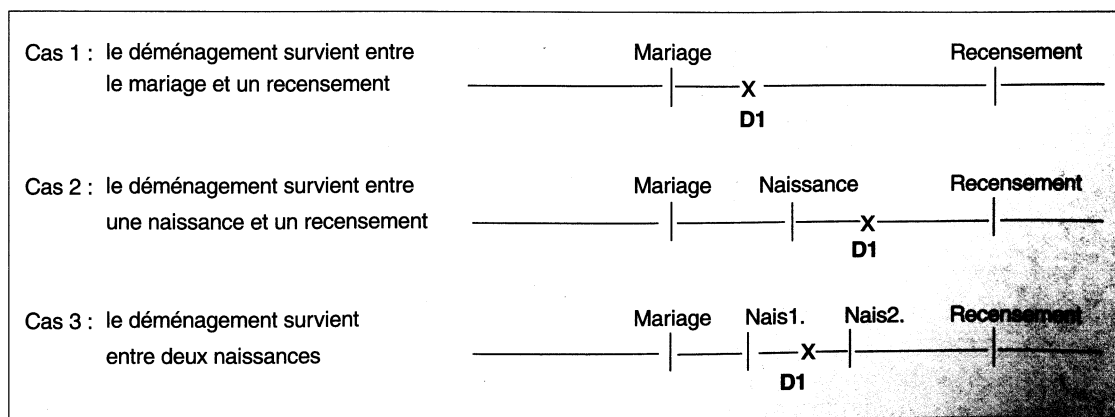 Cas 1 : le déménagement survient entre
le mariage et un recensement
Mariage
Recensement
X
D1
Cas 2 : le déménagement survient entre
une naissance et un recensement
Mariage
Naissance
Recensement
X
D1
Cas 3 : le déménagement survient
entre deux naissances
Mariage
Nais1.
Nais2.
Recensement
X
D1